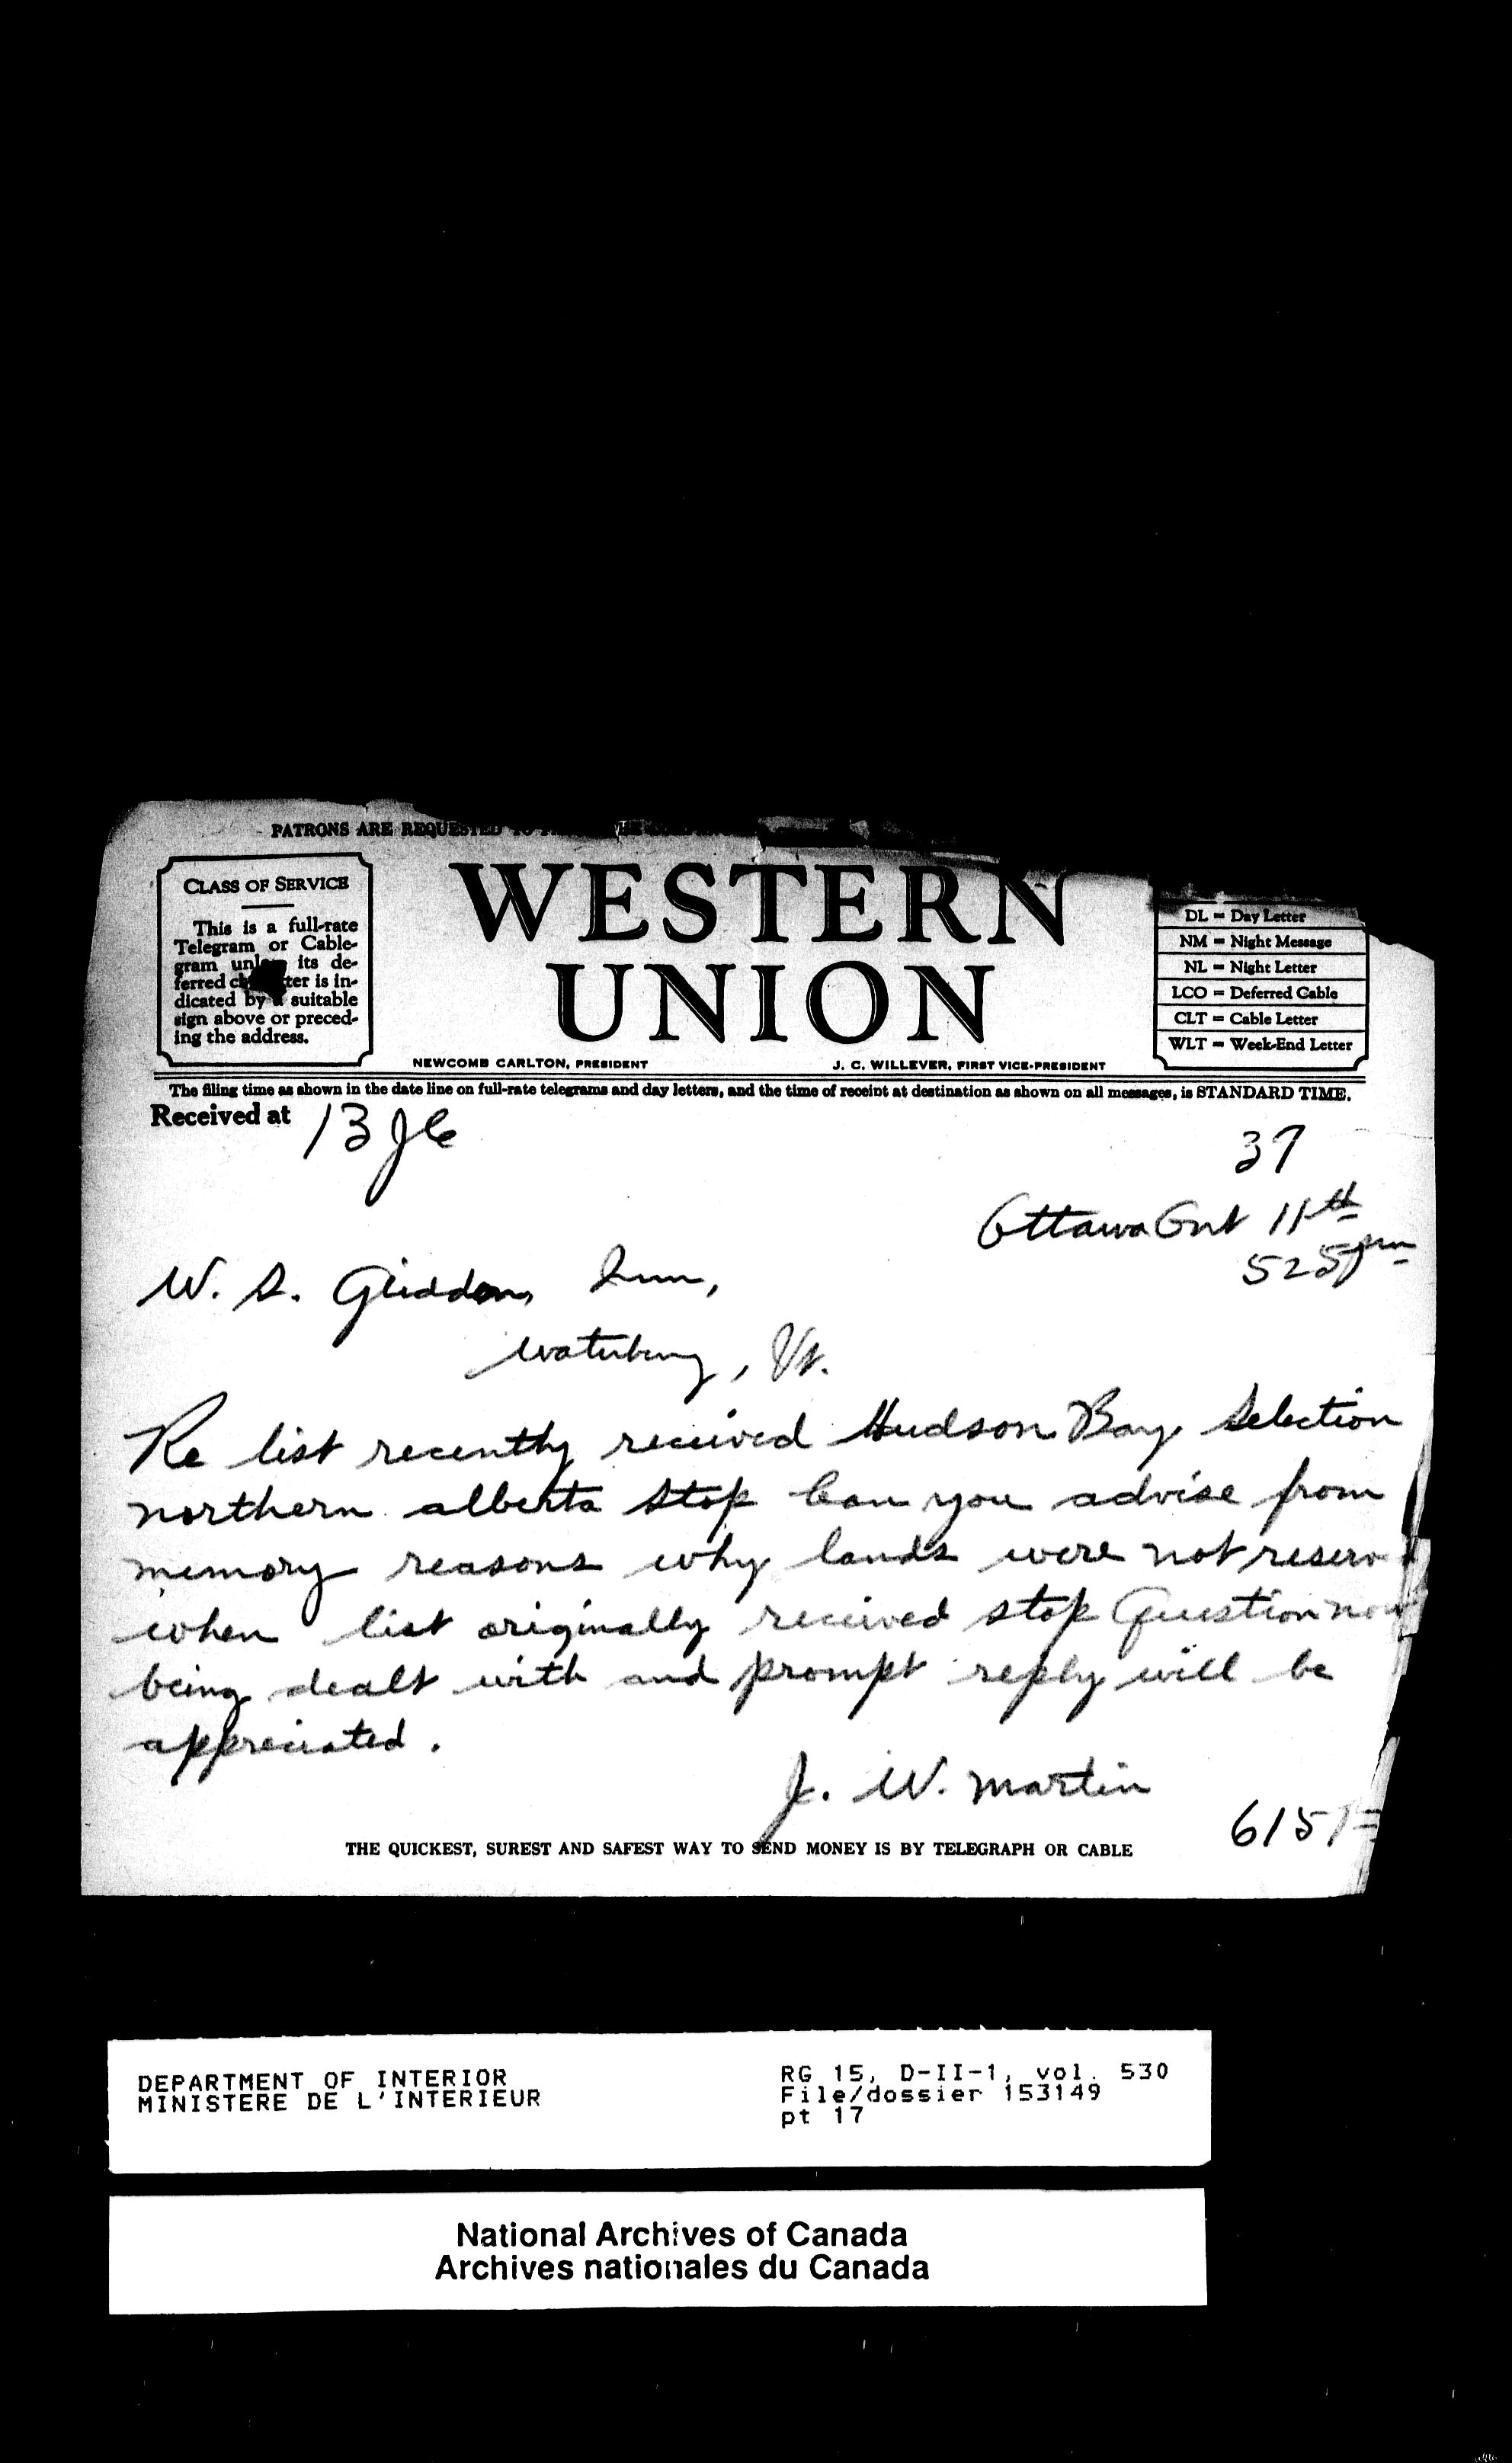 PATRONS ARE REQUESTED TO
CLASS OF SERVICE
This is a full-rate
Telegram or Cable-
gram unless its de-
ferred character is in-
dicated by a suitable
sign above or preced-
ing the address.
WESTERN
UNION
NEWCOMB CARLTON, PRESIDENT
J. C. WILLEVER, FIRST VICE-PRESIDENT
DL = Day Letter
NM = Night Message
NL = Night Letter
LCO = Deferred Cable
CLT = Cable Letter
WLT = Week-End Letter
The filing time as shown in the date line on full-rate telegrams and day letters, and the time of receipt at destination as shown on all messages, is STANDARD TIME.
Received at 13
37
Ottawa Ont 11th
525 pm
W. S. Gliddon, Inn,
Waterbury, Vt.
Re list recently received Hudson Bay Selection
northern alberta stop Can you advise from
memory reasons why lands were not reserv
when list originally received stop Question now
being dealt with and prompt reply will be
appreciated.
J. W. Martin
615
THE QUICKEST, SUREST AND SAFEST WAY TO SEND MONEY IS BY TELEGRAPH OR CABLE
DEPARTMENT OF INTERIOR
MINISTERE DE L'INTERIEUR
RG 15, D-II-1, vol. 530
File/dossier 153149
pt 17
National Archives of Canada
Archives nationales du Canada